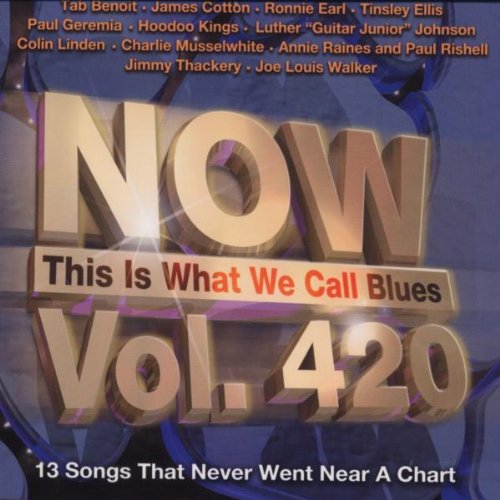 Tab Benoit • James Cotton • Ronnie Earl • Tinsley Ellis
Paul Geremia • Hoodoo Kings • Luther “Guitar Junior” Johnson
Colin Linden • Charlie Musselwhite • Annie Raines and Paul Rishell
Jimmy Thackery • Joe Louis Walker
NOW
This Is What We Call Blues
Vol. 420
13 Songs That Never Went Near A Chart